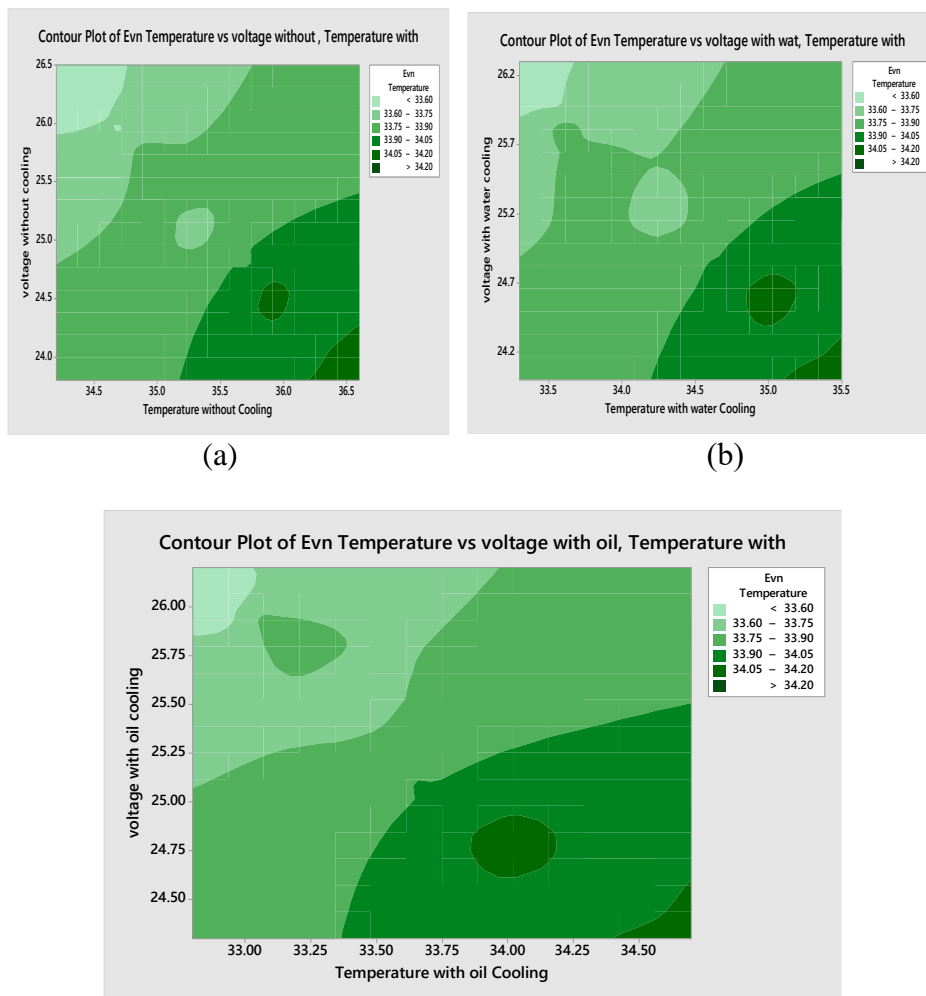 Contour Plot of Evn Temperature vs voltage without , Temperature with
voltage without cooling
26.5
26.0
25.5
25.0
24.5
24.0
34.5 35.0 35.5 36.0 36.5
Temperature without Cooling
Evn
Temperature
< 33.60
33.60 – 33.75
33.75 – 33.90
33.90 – 34.05
34.05 – 34.20
> 34.20
(a)
Contour Plot of Evn Temperature vs voltage with wat, Temperature with
voltage with water cooling
26.2
25.7
25.2
24.7
24.2
33.5 34.0 34.5 35.0 35.5
Temperature with water Cooling
Evn
Temperature
< 33.60
33.60 – 33.75
33.75 – 33.90
33.90 – 34.05
34.05 – 34.20
> 34.20
(b)
Contour Plot of Evn Temperature vs voltage with oil, Temperature with
voltage with oil cooling
26.00
25.75
25.50
25.25
25.00
24.75
24.50
33.00 33.25 33.50 33.75 34.00 34.25 34.50
Temperature with oil Cooling
Evn
Temperature
< 33.60
33.60 – 33.75
33.75 – 33.90
33.90 – 34.05
34.05 – 34.20
> 34.20